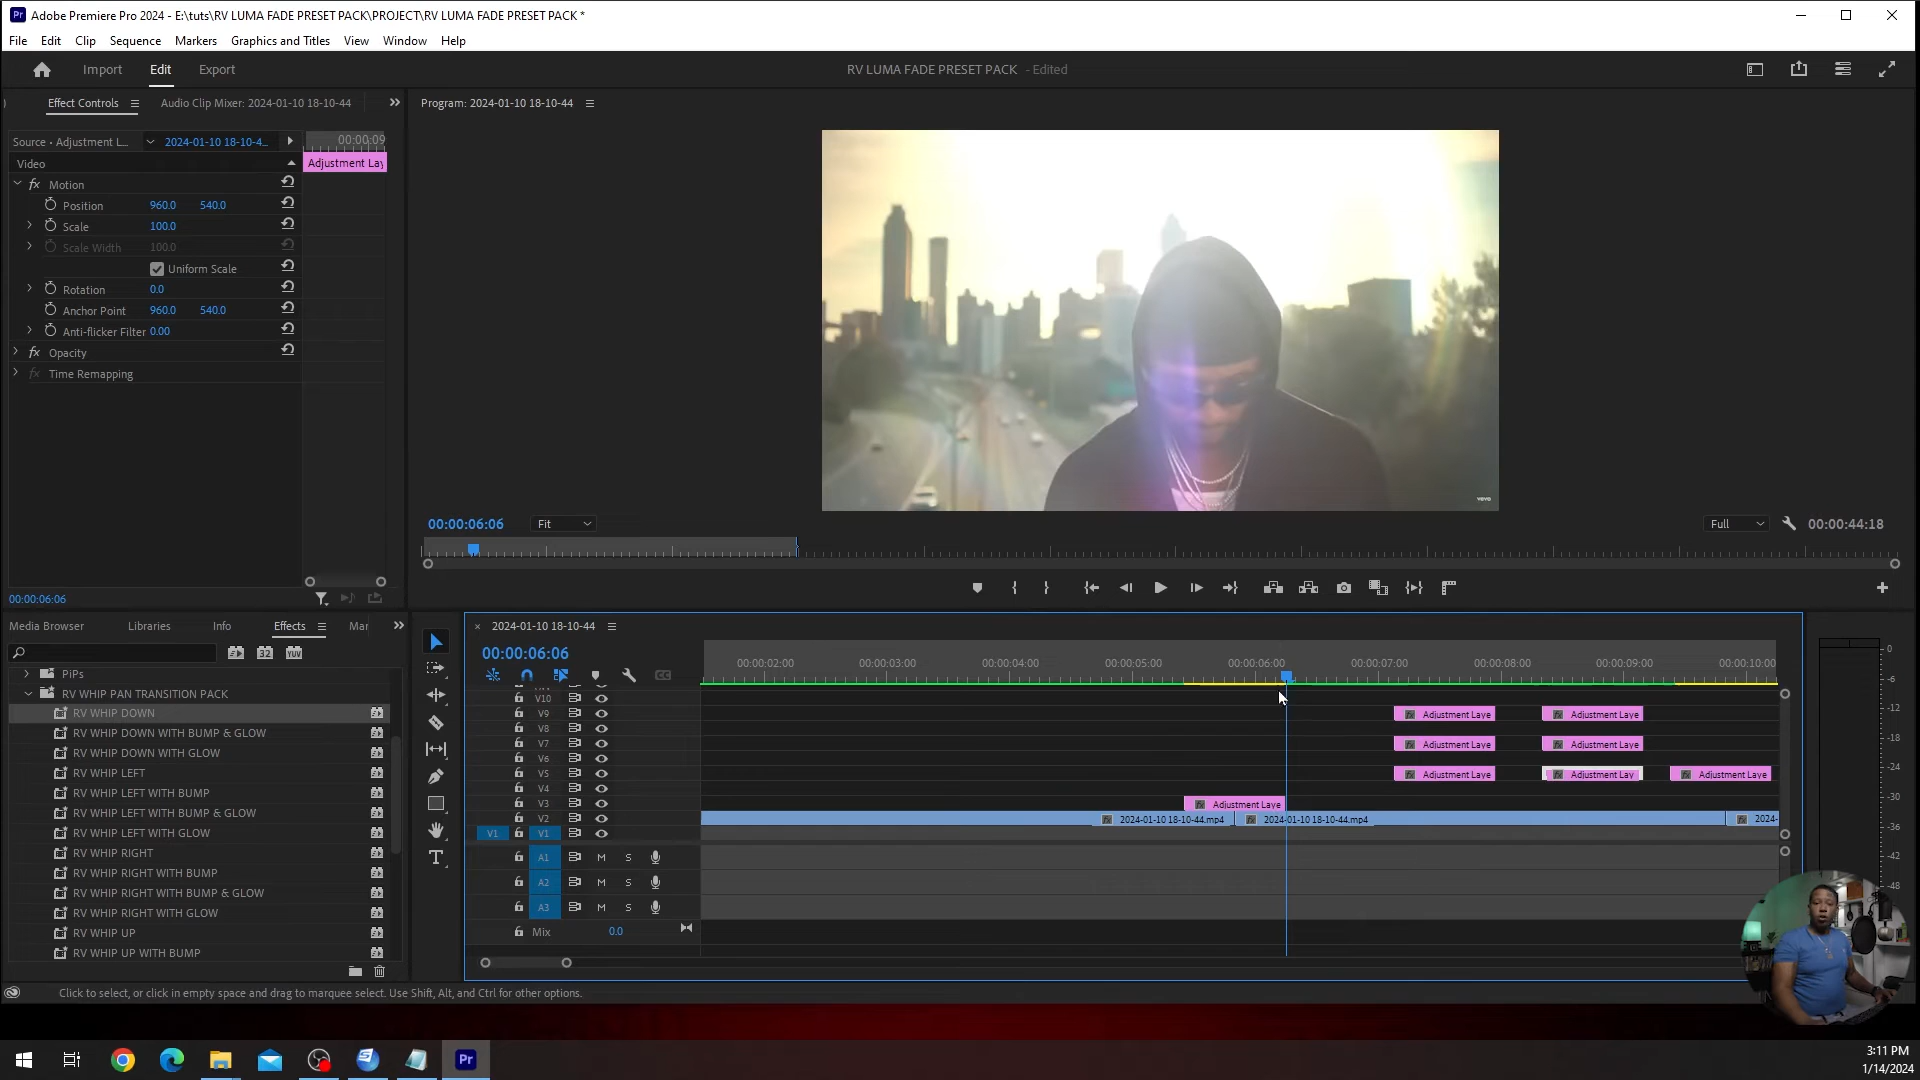 Adobe Premiere Pro 2024 - E:\tuts\RV LUMA FADE PRESET PACK\PROJECT\RV LUMA FADE PRESET PACK *
File Edit Clip Sequence Markers Graphics and Titles View Window Help
Import Edit Export
RV LUMA FADE PRESET PACK - Edited
Effect Controls
Audio Clip Mixer: 2024-01-10 18-10-44
Program: 2024-01-10 18-10-44
Source • Adjustment L...
2024-01-10 18-10-4...
00:00:09
Video
Adjustment Lay
fx Motion
Position 960.0 540.0
Scale 100.0
Scale Width 100.0
Uniform Scale
Rotation 0.0
Anchor Point 960.0 540.0
Anti-flicker Filter 0.00
fx Opacity
fx Time Remapping
vevo
00:00:06:06
Fit
Full
00:00:44:18
00:00:06:06
Media Browser Libraries Info Effects Mar
32 YUV
PiPs
RV WHIP PAN TRANSITION PACK
RV WHIP DOWN
RV WHIP DOWN WITH BUMP & GLOW
RV WHIP DOWN WITH GLOW
RV WHIP LEFT
RV WHIP LEFT WITH BUMP
RV WHIP LEFT WITH BUMP & GLOW
RV WHIP LEFT WITH GLOW
RV WHIP RIGHT
RV WHIP RIGHT WITH BUMP
RV WHIP RIGHT WITH BUMP & GLOW
RV WHIP RIGHT WITH GLOW
RV WHIP UP
RV WHIP UP WITH BUMP
× 2024-01-10 18-10-44
00:00:06:06
00:00:02:00 00:00:03:00 00:00:04:00 00:00:05:00 00:00:06:00 00:00:07:00 00:00:08:00 00:00:09:00 00:00:10:00
V10
V9 Adjustment Laye Adjustment Laye
V8
V7 Adjustment Laye Adjustment Laye
V6
V5 Adjustment Laye Adjustment Lay Adjustment Laye
V4
V3 Adjustment Laye
V2 2024-01-10 18-10-44.mp4 2024-01-10 18-10-44.mp4 2024-
V1 V1
A1 M S
A2 M S
A3 M S
Mix 0.0
0
-6
-12
-18
-24
-30
-36
-42
-48
Click to select, or click in empty space and drag to marquee select. Use Shift, Alt, and Ctrl for other options.
Pr
3:11 PM
1/14/2024